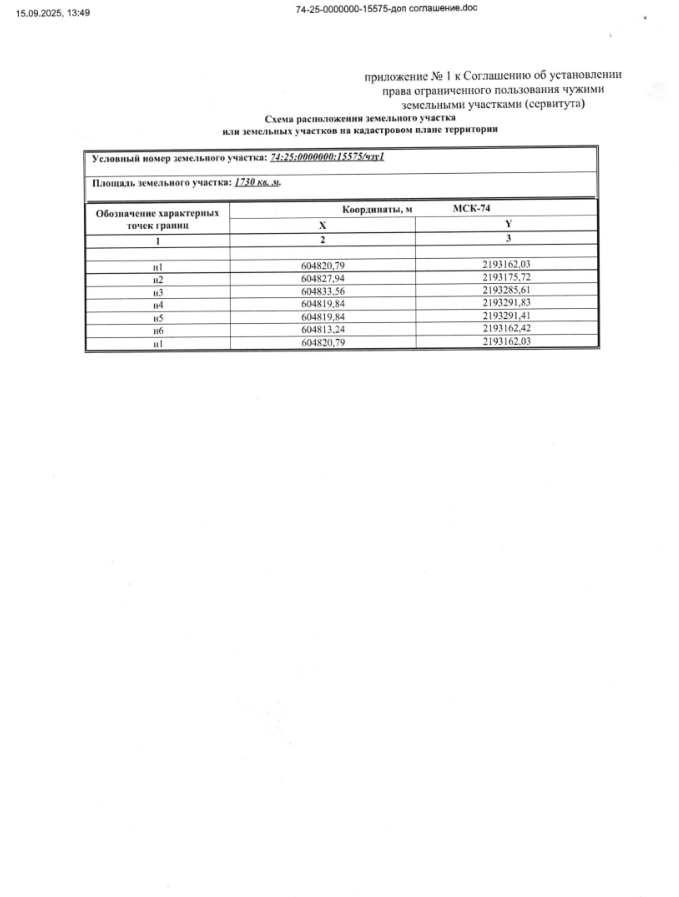 15.09.2025, 13:49
74-25-0000000-15575-доп соглашение.doc
приложение № 1 к Соглашению об установлении
права ограниченного пользования чужими
земельными участками (сервитута)
Схема расположения земельного участка
или земельных участков на кадастровом плане территории
Условный номер земельного участка: 74:25:0000000:15575/чзу1
Площадь земельного участка: 1730 кв. м.
Обозначение характерных точек границ Координаты, м МСК-74
X Y
1 2 3
н1 604820,79 2193162,03
н2 604827,94 2193175,72
н3 604833,56 2193285,61
н4 604819,84 2193291,83
н5 604819,84 2193291,41
н6 604813,24 2193162,42
н1 604820,79 2193162,03